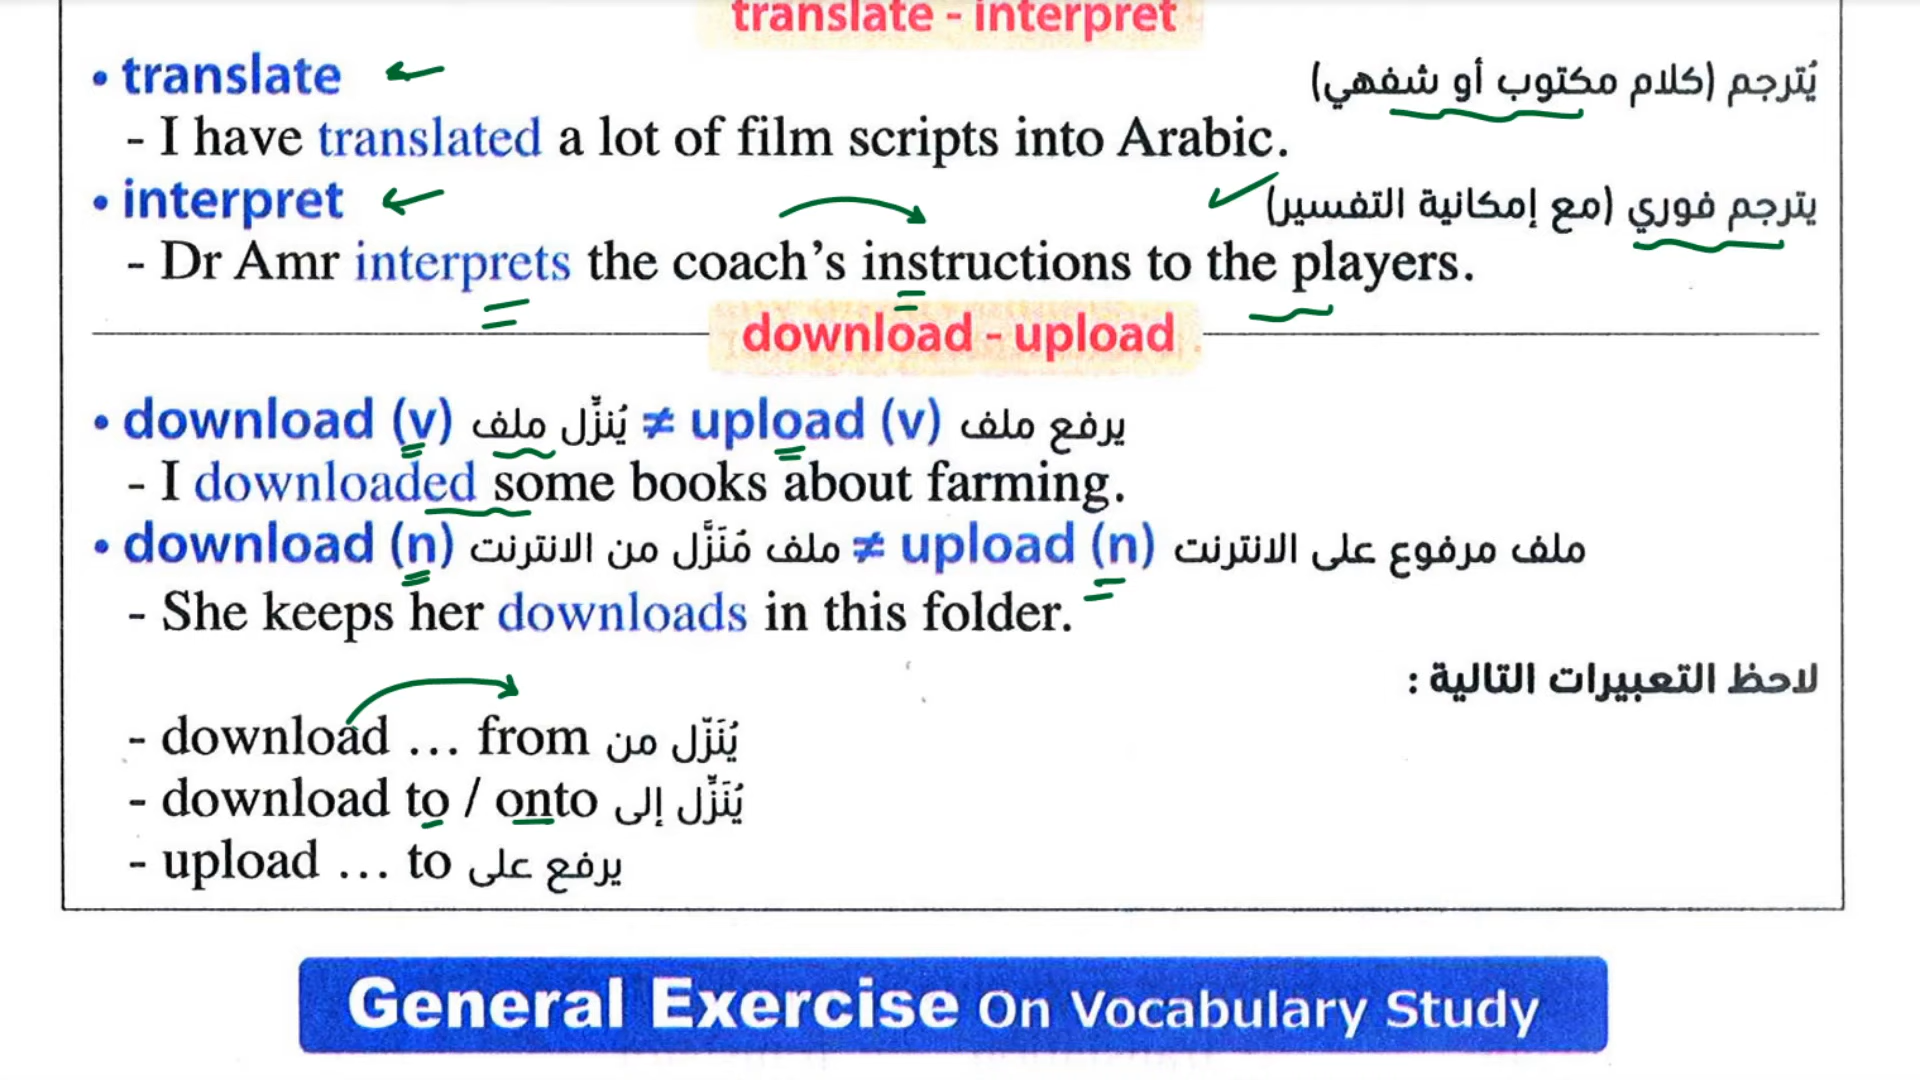 translate - interpret
• translate يُترجم (كلام مكتوب أو شفهي)
- I have translated a lot of film scripts into Arabic.
• interpret يترجم فوري (مع إمكانية التفسير)
- Dr Amr interprets the coach's instructions to the players.
download - upload
• download (v) يُنزِّل ملف ≠ upload (v) يرفع ملف
- I downloaded some books about farming.
• download (n) ملف مُنَزَّل من الانترنت ≠ upload (n) ملف مرفوع على الانترنت
- She keeps her downloads in this folder.
لاحظ التعبيرات التالية :
- download ... from يُنَزِّل من
- download to / onto يُنَزِّل إلى
- upload ... to يرفع على
General Exercise On Vocabulary Study